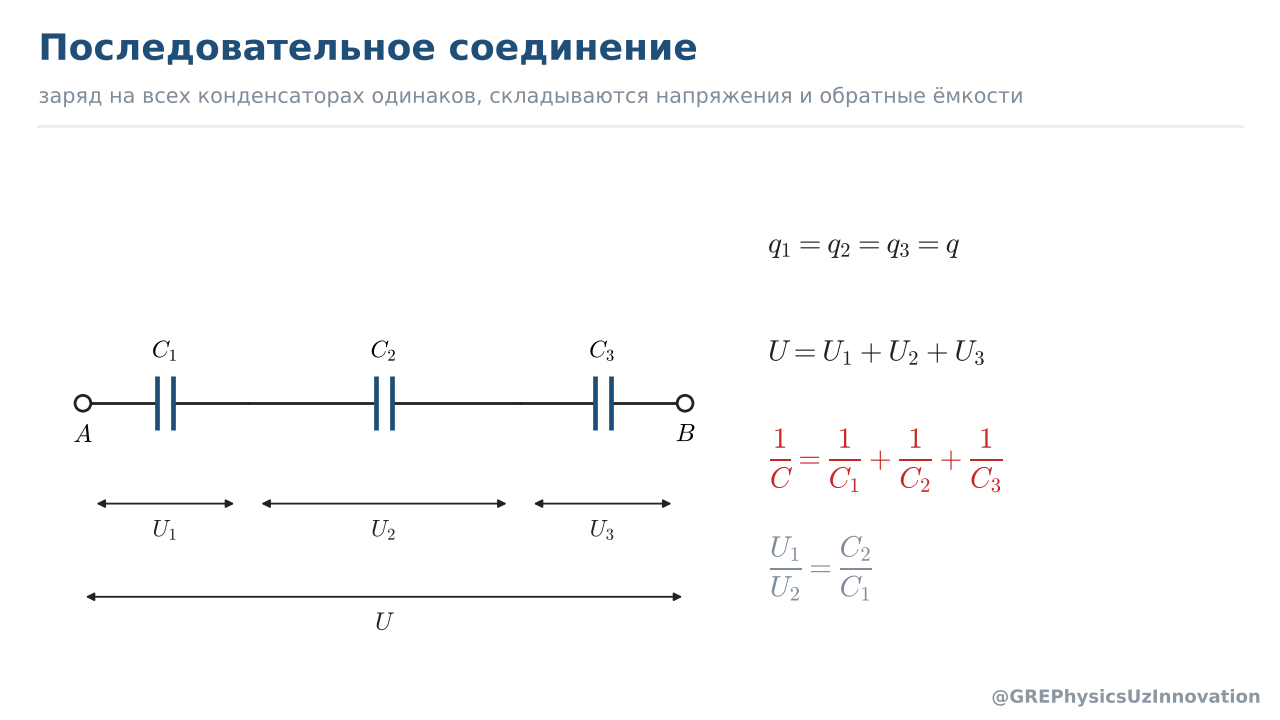 Последовательное соединение
заряд на всех конденсаторах одинаков, складываются напряжения и обратные ёмкости
q₁ = q₂ = q₃ = q
C₁ C₂ C₃
U = U₁ + U₂ + U₃
A B
1/C = 1/C₁ + 1/C₂ + 1/C₃
U₁ U₂ U₃
U₁/U₂ = C₂/C₁
U
@GREPhysicsUzInnovation